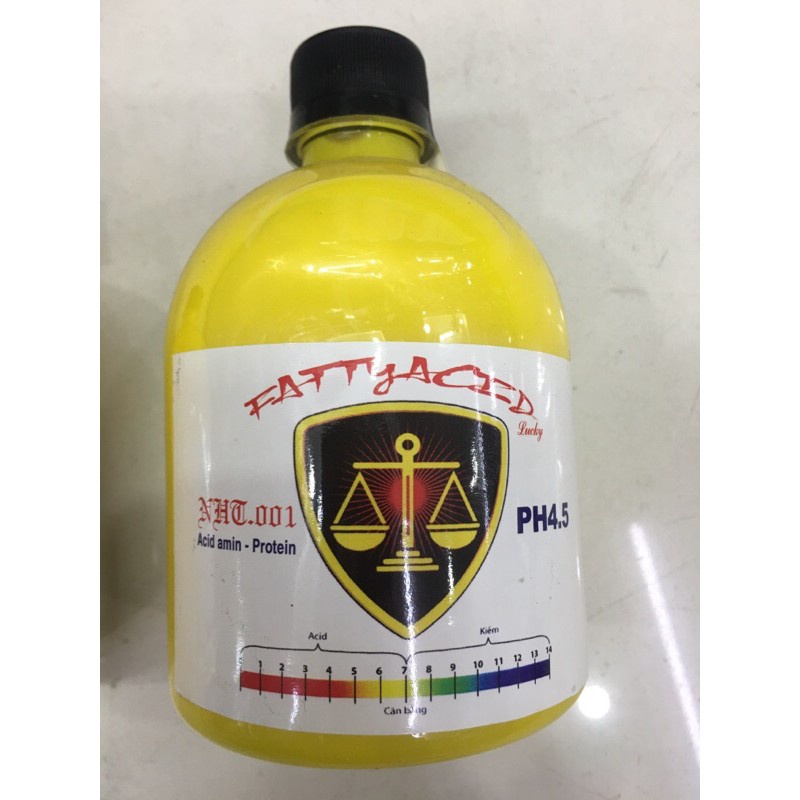 FATTYACED
Lucky
NHT.001
Acid amin - Protein
PH4.5
Acid
Kiềm
1 2 3 4 5 6 7 8 9 10 11 12 13 14
Cân bằng